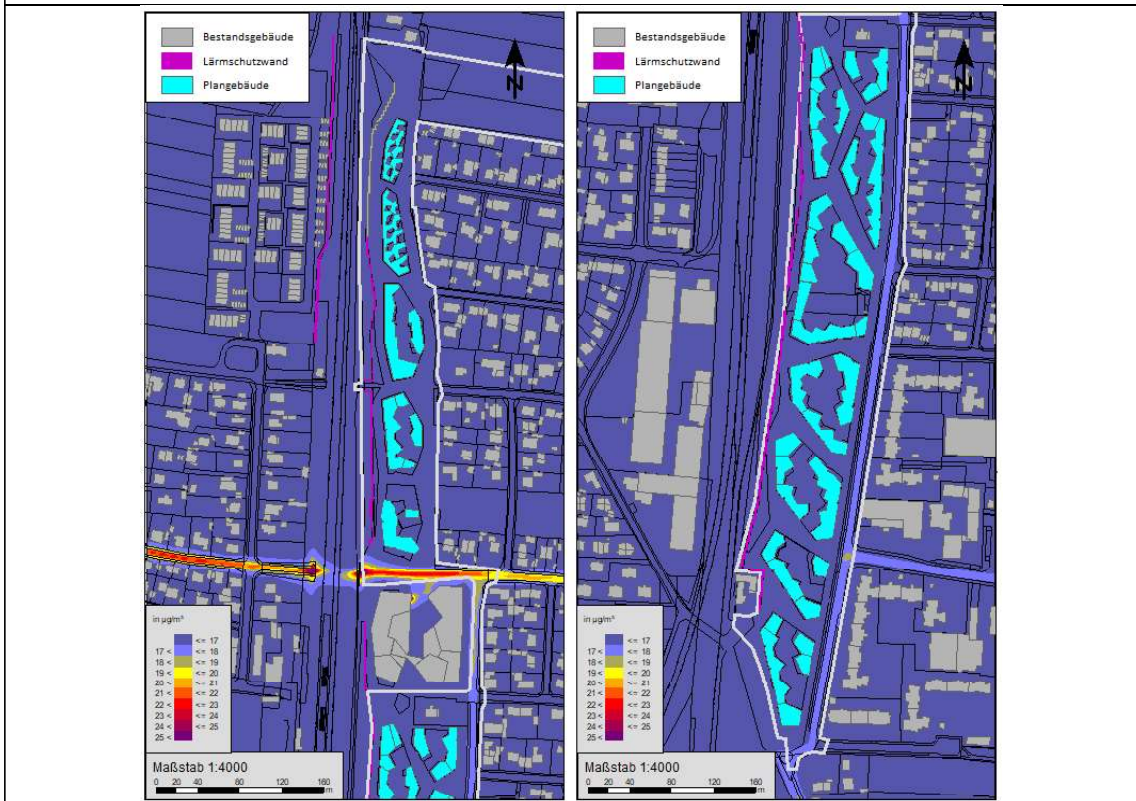 Bestandsgebäude
Lärmschutzwand
Plangebäude
N
in µg/m³
<= 17
17 < <= 18
18 < <= 19
19 < <= 20
20 ~ ~- 21
21 < <= 22
22 < <= 23
23 < <= 24
24 < <= 25
25 <
Maßstab 1:4000
0 20 40 80 120 160
m
Bestandsgebäude
Lärmschutzwand
Plangebäude
N
in µg/m³
<= 17
17 < <= 18
18 < <= 19
19 < <= 20
20 ~ ~- 21
21 < <= 22
22 < <= 23
23 < <= 24
24 < <= 25
25 <
Maßstab 1:4000
0 20 40 80 120 160
m